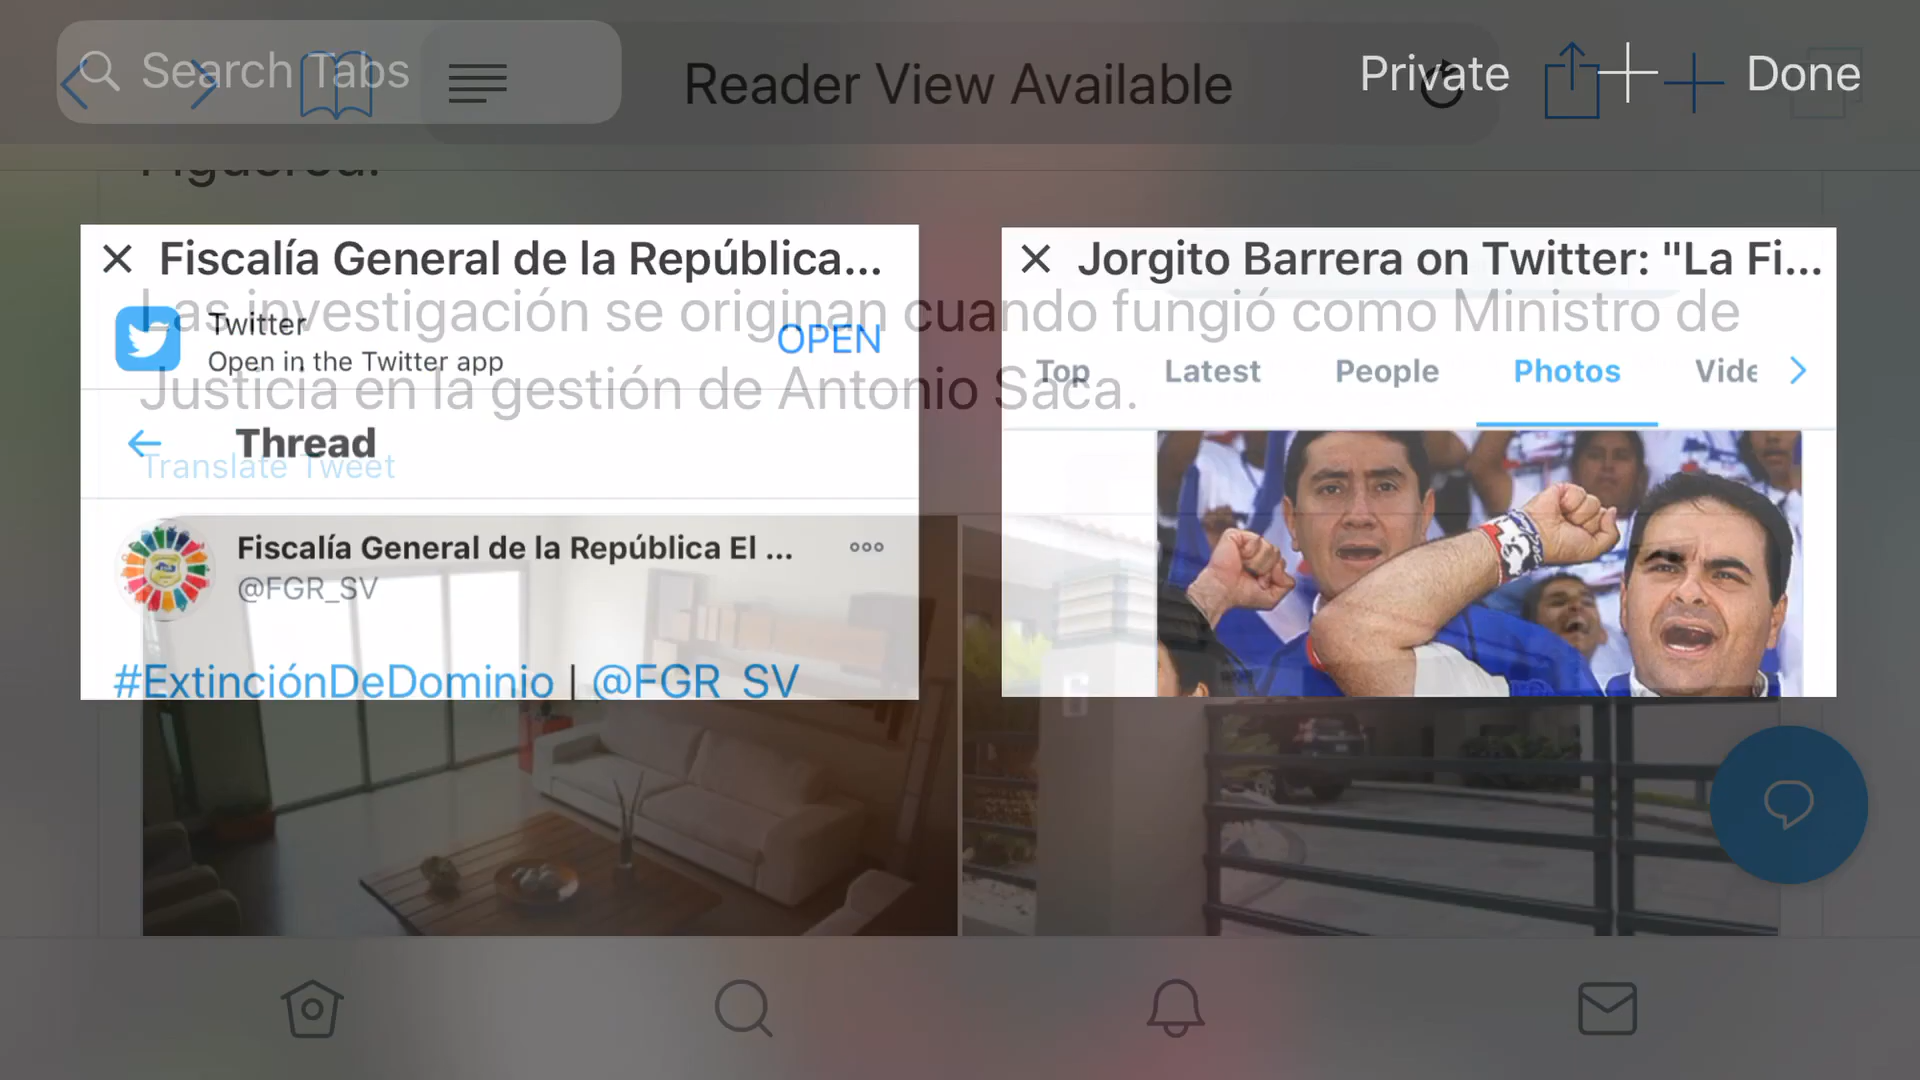 Search Tabs
Reader View Available
Private
Done
Figueroa.
Fiscalía General de la República...
Jorgito Barrera on Twitter: "La Fi...
Las investigación se originan cuando fungió como Ministro de
Justicia en la gestión de Antonio Saca.
Translate Tweet
Twitter
Open in the Twitter app
OPEN
Thread
Fiscalía General de la República El ...
@FGR_SV
#ExtinciónDeDominio | @FGR_SV
Top
Latest
People
Photos
Vide
6